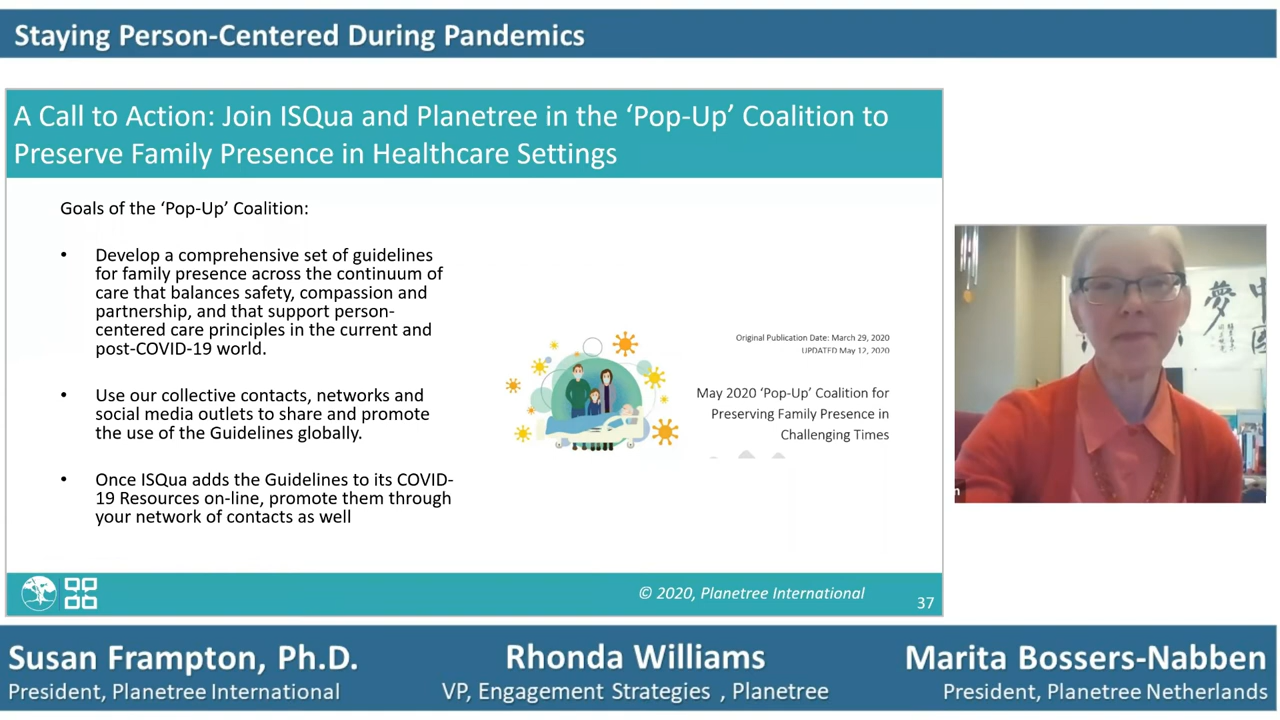 Staying Person-Centered During Pandemics
A Call to Action: Join ISQua and Planetree in the ‘Pop-Up’ Coalition to
Preserve Family Presence in Healthcare Settings
Goals of the ‘Pop-Up’ Coalition:
• Develop a comprehensive set of guidelines
for family presence across the continuum of
care that balances safety, compassion and
partnership, and that support person-
centered care principles in the current and
post-COVID-19 world.
• Use our collective contacts, networks and
social media outlets to share and promote
the use of the Guidelines globally.
• Once ISQua adds the Guidelines to its COVID-
19 Resources on-line, promote them through
your network of contacts as well
Original Publication Date: March 29, 2020
UPDATED May 12, 2020
May 2020 ‘Pop-Up’ Coalition for
Preserving Family Presence in
Challenging Times
© 2020, Planetree International
37
中國
夢
n
Susan Frampton, Ph.D.
President, Planetree International
Rhonda Williams
VP, Engagement Strategies , Planetree
Marita Bossers-Nabben
President, Planetree Netherlands